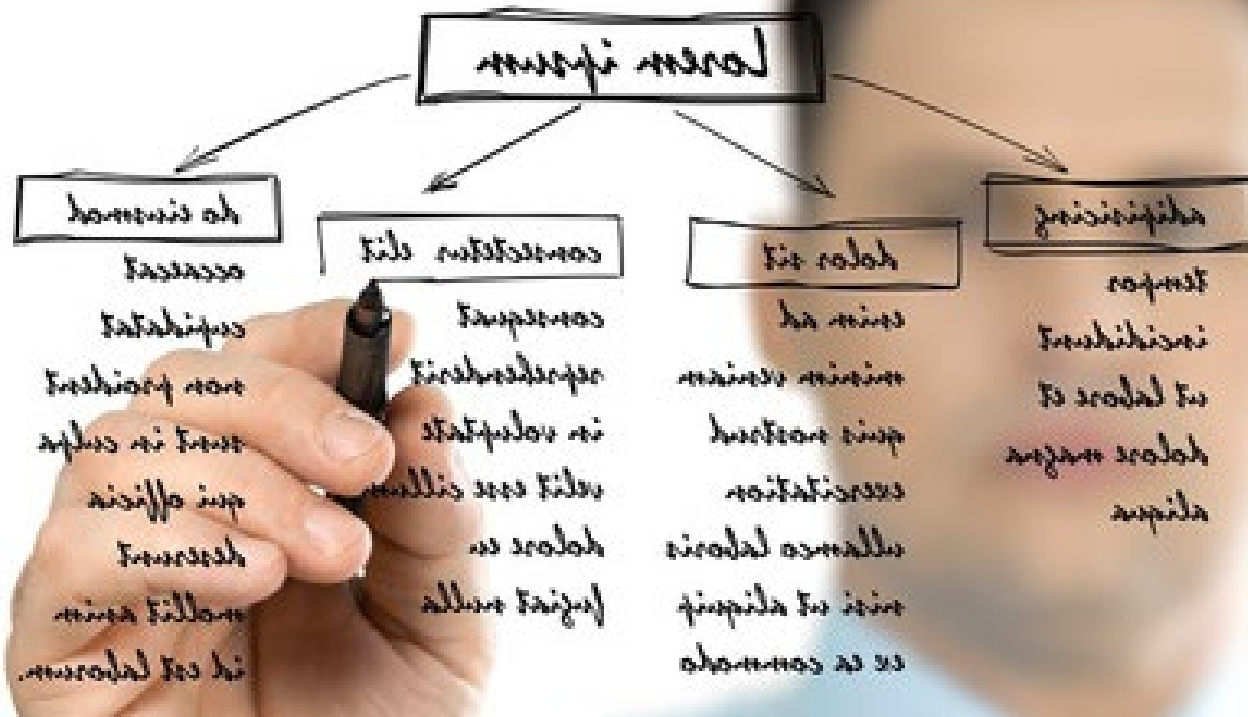 Lorem ipsum
adipisicing
tempor
incididunt
ut labore et
dolore magna
aliqua
dolor sit
enim ad
minim veniam
quis nostrud
exercitation
ullamco laboris
nisi ut aliquip
ex ea commodo
consectetur elit
consequat
reprehenderit
in voluptate
velit esse cillum
dolore eu
fugiat nulla
do eiusmod
occaecat
cupidatat
non proident
sunt in culpa
qui officia
deserunt
mollit anim
id est laborum.